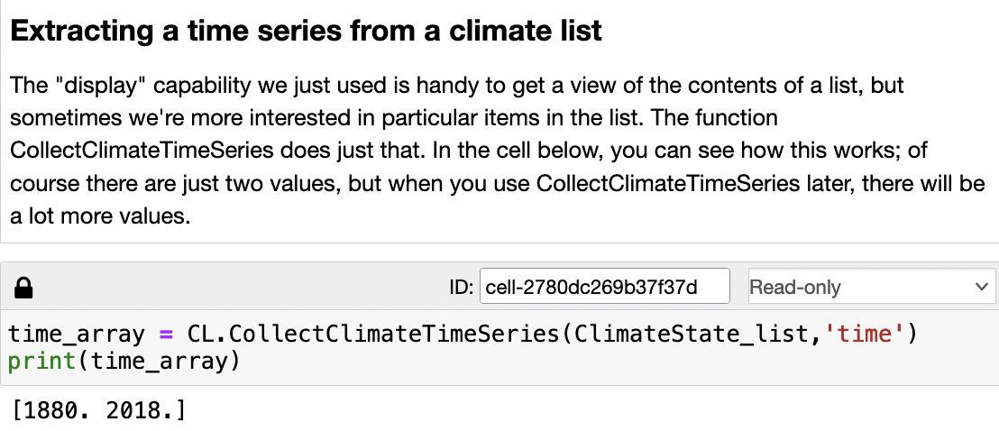 Extracting a time series from a climate list
The "display" capability we just used is handy to get a view of the contents of a list, but
sometimes we're more interested in particular items in the list. The function
CollectClimateTimeSeries does just that. In the cell below, you can see how this works; of
course there are just two values, but when you use CollectClimateTimeSeries later, there will be
a lot more values.
ID: cell-2780dc269b37f37d Read-only
time_array = CL.CollectClimateTimeSeries(ClimateState_list,'time')
print(time_array)
[1880. 2018.]